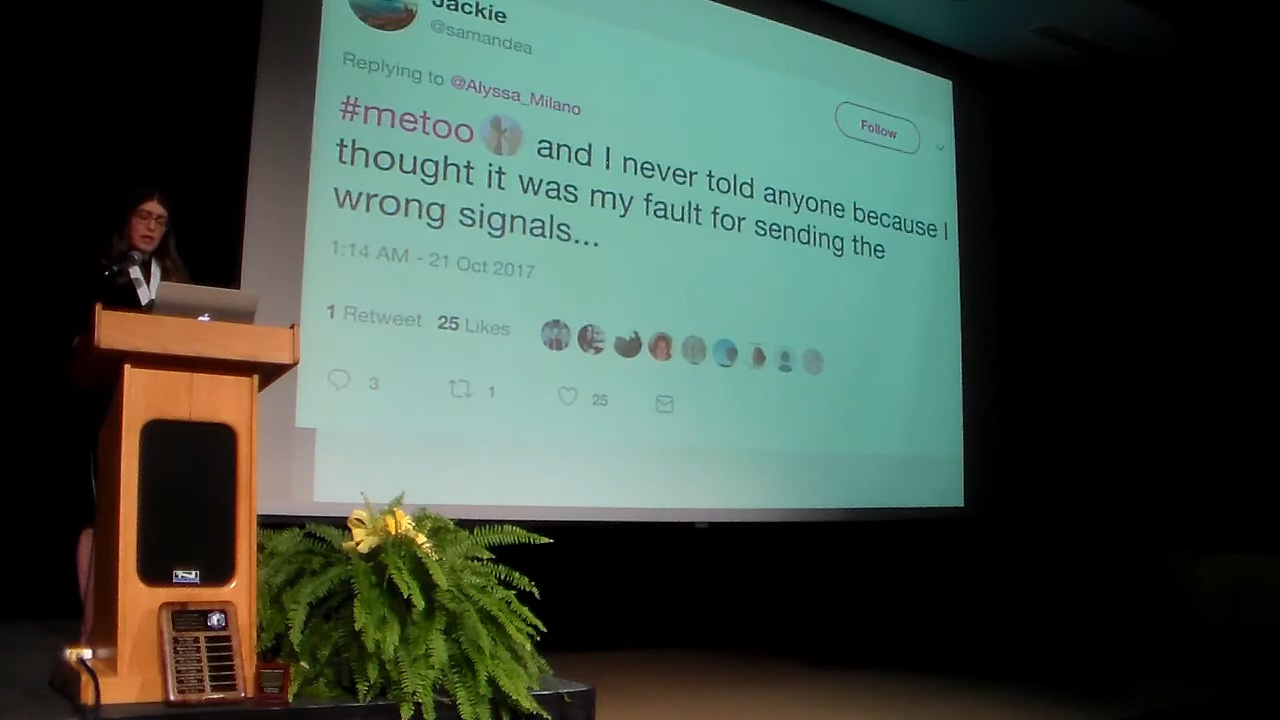 Jackie
@samandea
Replying to @Alyssa_Milano
Follow
#metoo and I never told anyone because I
thought it was my fault for sending the
wrong signals...
1:14 AM - 21 Oct 2017
1 Retweet 25 Likes
3 1 25